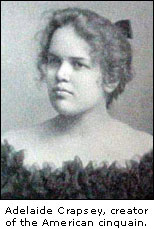 Adelaide Crapsey, creator
of the American cinquain.